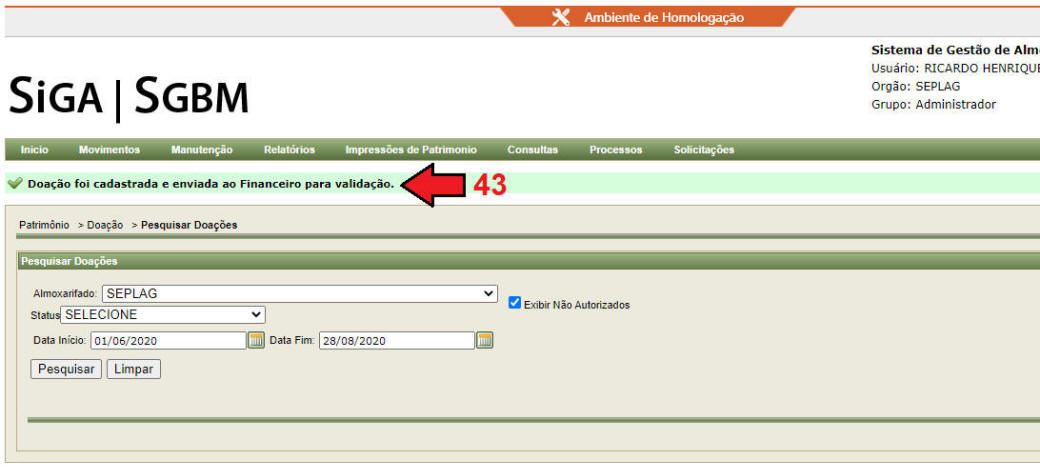 Ambiente de Homologação
Sistema de Gestão de Alm
Usuário: RICARDO HENRIQUE
Orgão: SEPLAG
Grupo: Administrador
SiGA | SGBM
Inicio Movimentos Manutenção Relatórios Impressões de Patrimonio Consultas Processos Solicitações
Doação foi cadastrada e enviada ao Financeiro para validação. 43
Patrimônio > Doação > Pesquisar Doações
Pesquisar Doações
Almoxarifado: SEPLAG
Exibir Não Autorizados
Status SELECIONE
Data Início: 01/06/2020 Data Fim: 28/08/2020
Pesquisar Limpar